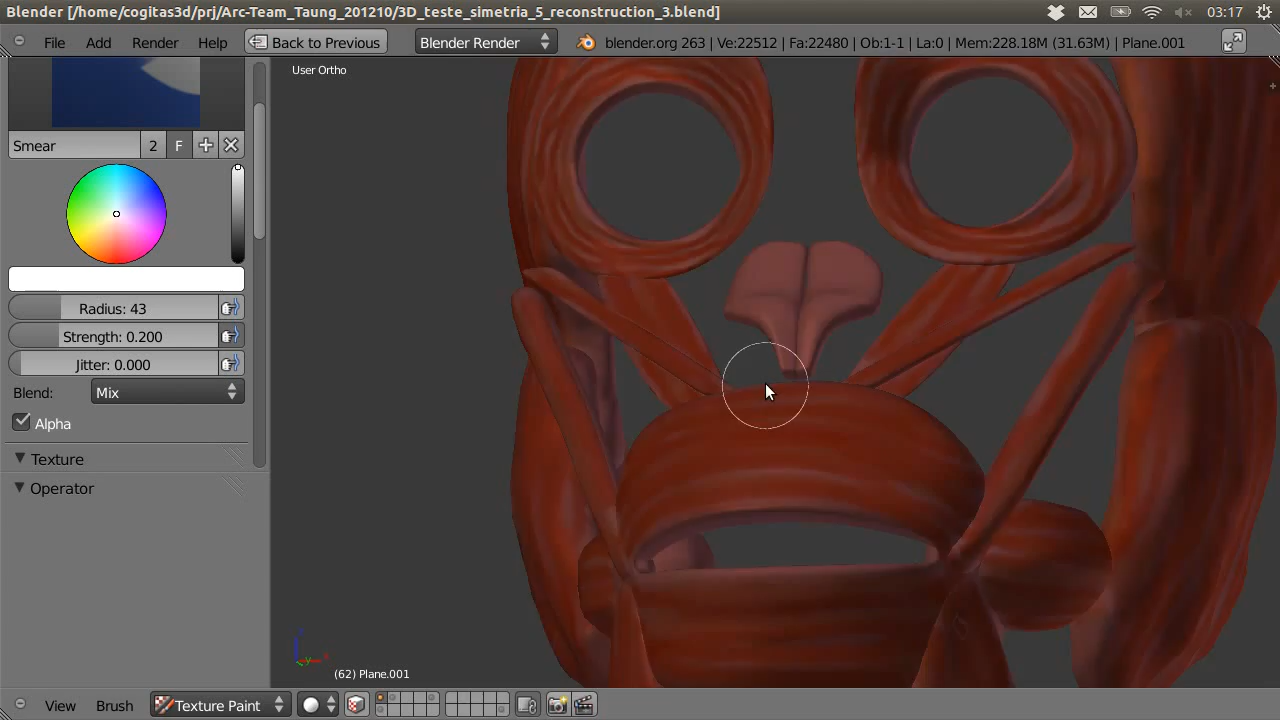 Blender [/home/cogitas3d/prj/Arc-Team_Taung_201210/3D_teste_simetria_5_reconstruction_3.blend]
03:17
File Add Render Help Back to Previous Blender Render blender.org 263 | Ve:22512 | Fa:22480 | Ob:1-1 | La:0 | Mem:228.18M (31.63M) | Plane.001
User Ortho
Smear 2 F
Radius: 43
Strength: 0.200
Jitter: 0.000
Blend: Mix
Alpha
Texture
Operator
(62) Plane.001
View Brush Texture Paint